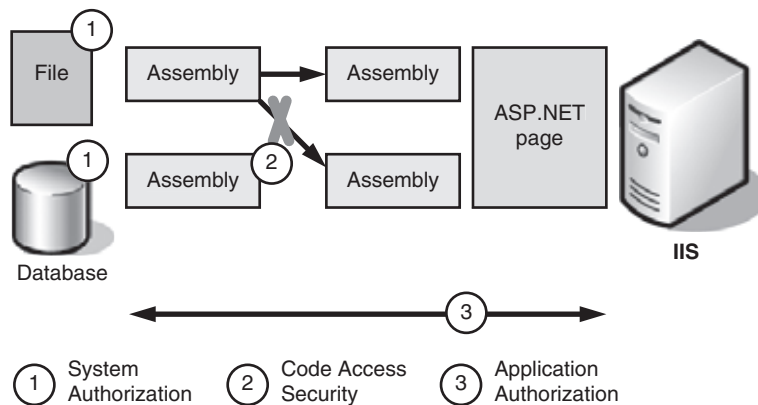 1
File
Assembly
Assembly
ASP.NET
page
1
Assembly
2
Assembly
Database
IIS
3
1 System
Authorization
2 Code Access
Security
3 Application
Authorization